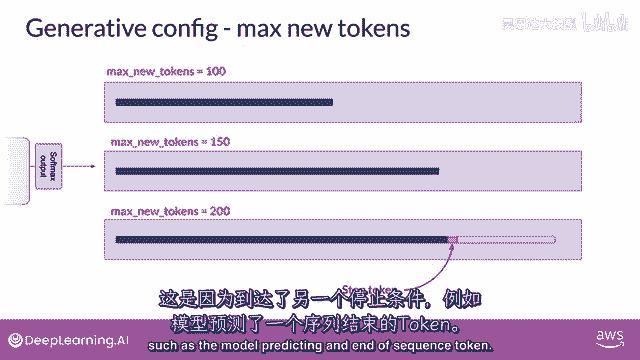 Generative config - max new tokens
max_new_tokens = 100
Softmax output
max_new_tokens = 150
max_new_tokens = 200
Stop token
这是因为到达了另一个停止条件，例如
模型预测了一个序列结束的Token。
such as the model predicting and end of sequence token.
DeepLearning.AI
aws